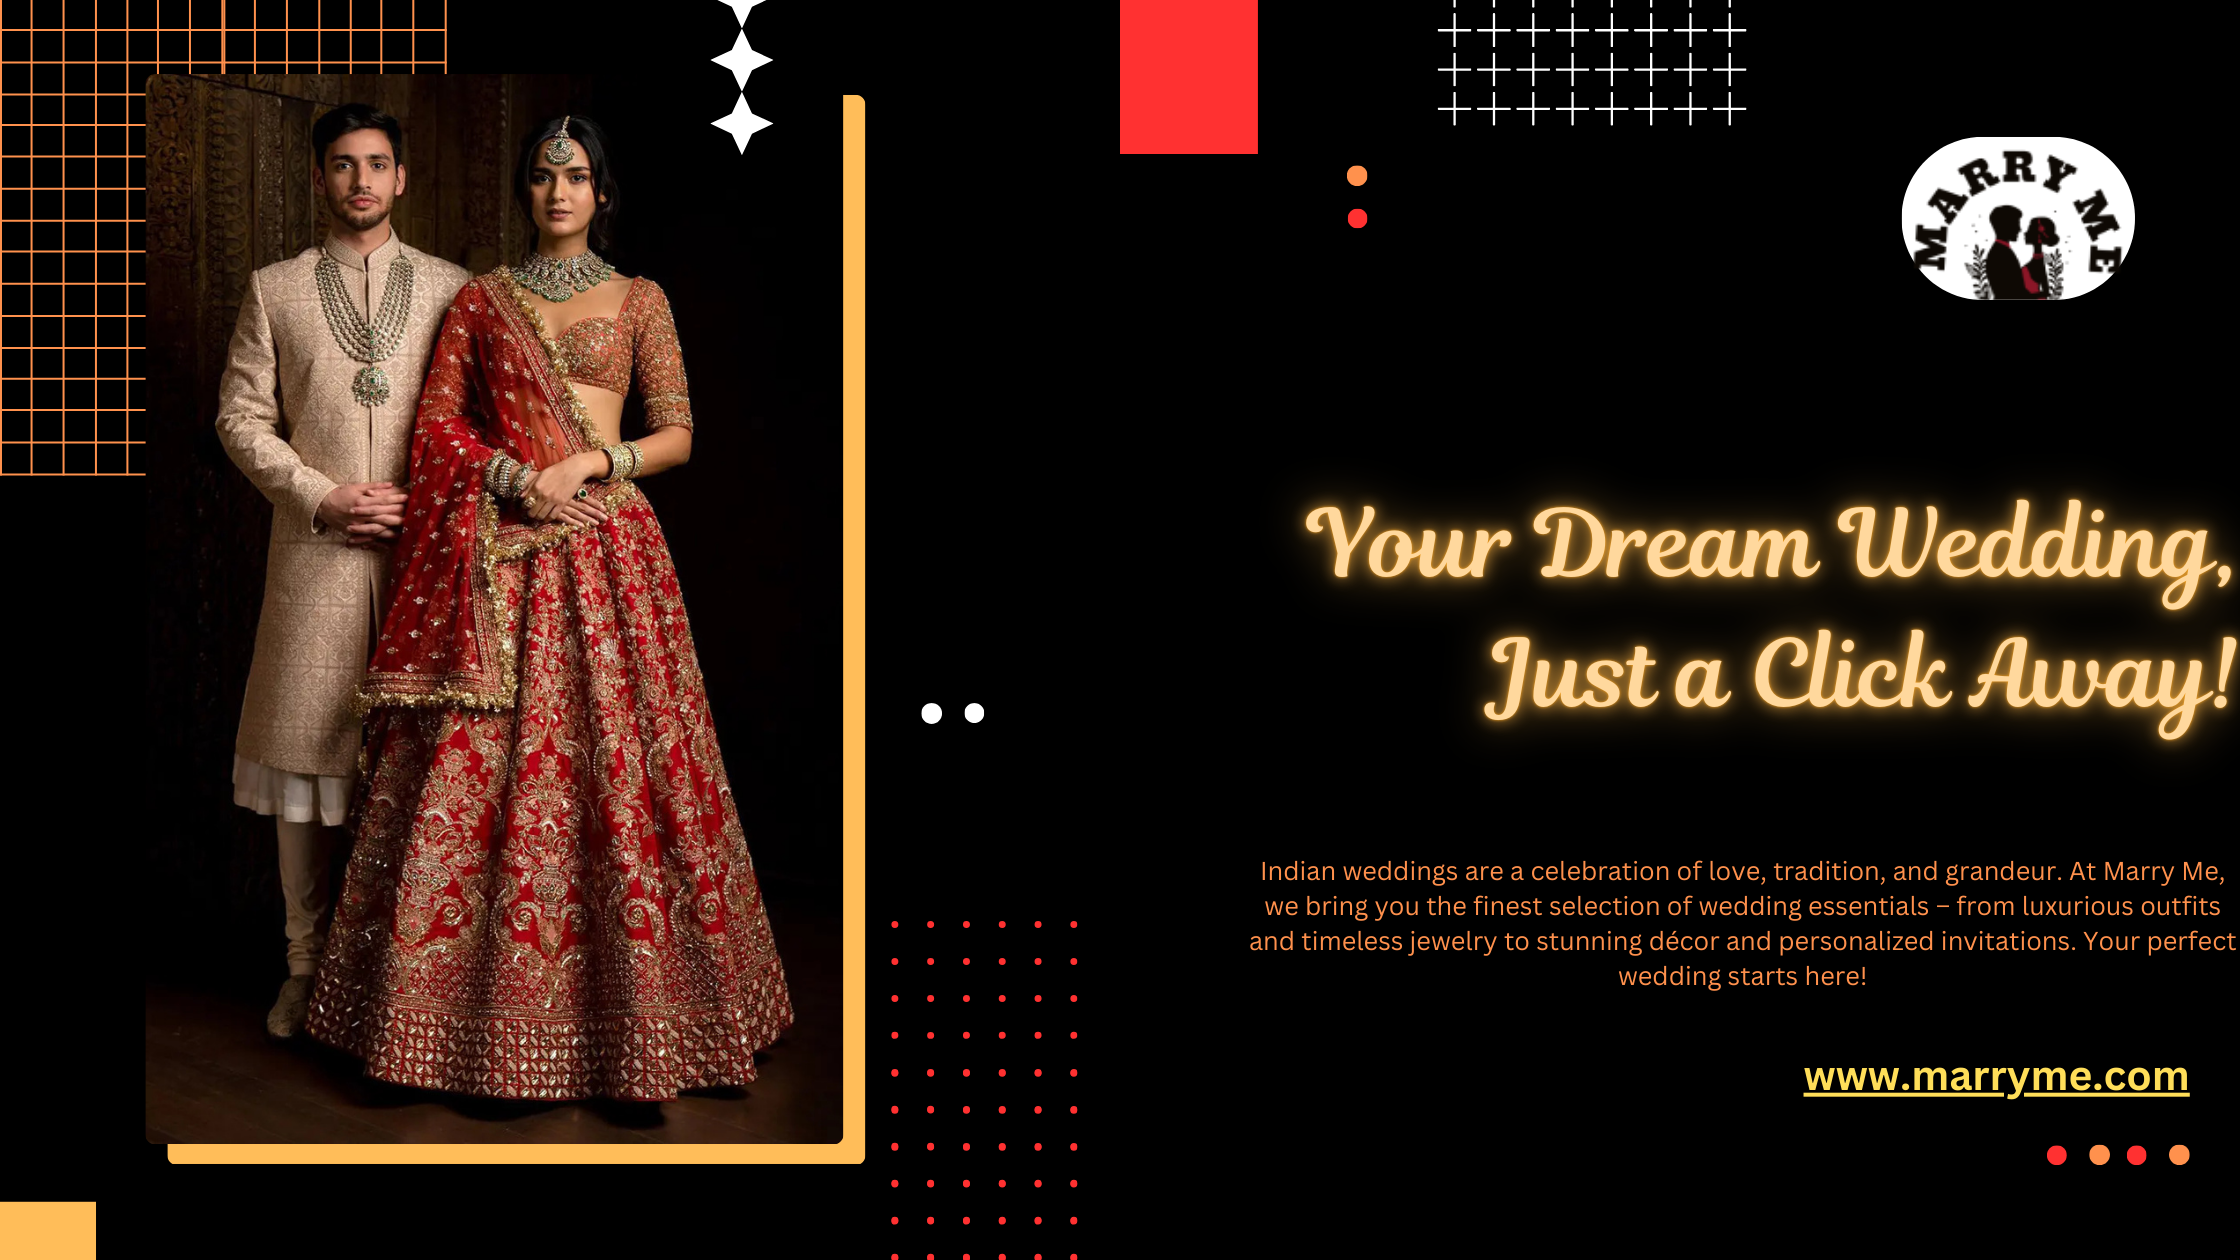 MARRY ME
Your Dream Wedding,
Just a Click Away!
Indian weddings are a celebration of love, tradition, and grandeur. At Marry Me,
we bring you the finest selection of wedding essentials – from luxurious outfits
and timeless jewelry to stunning décor and personalized invitations. Your perfect
wedding starts here!
www.marryme.com